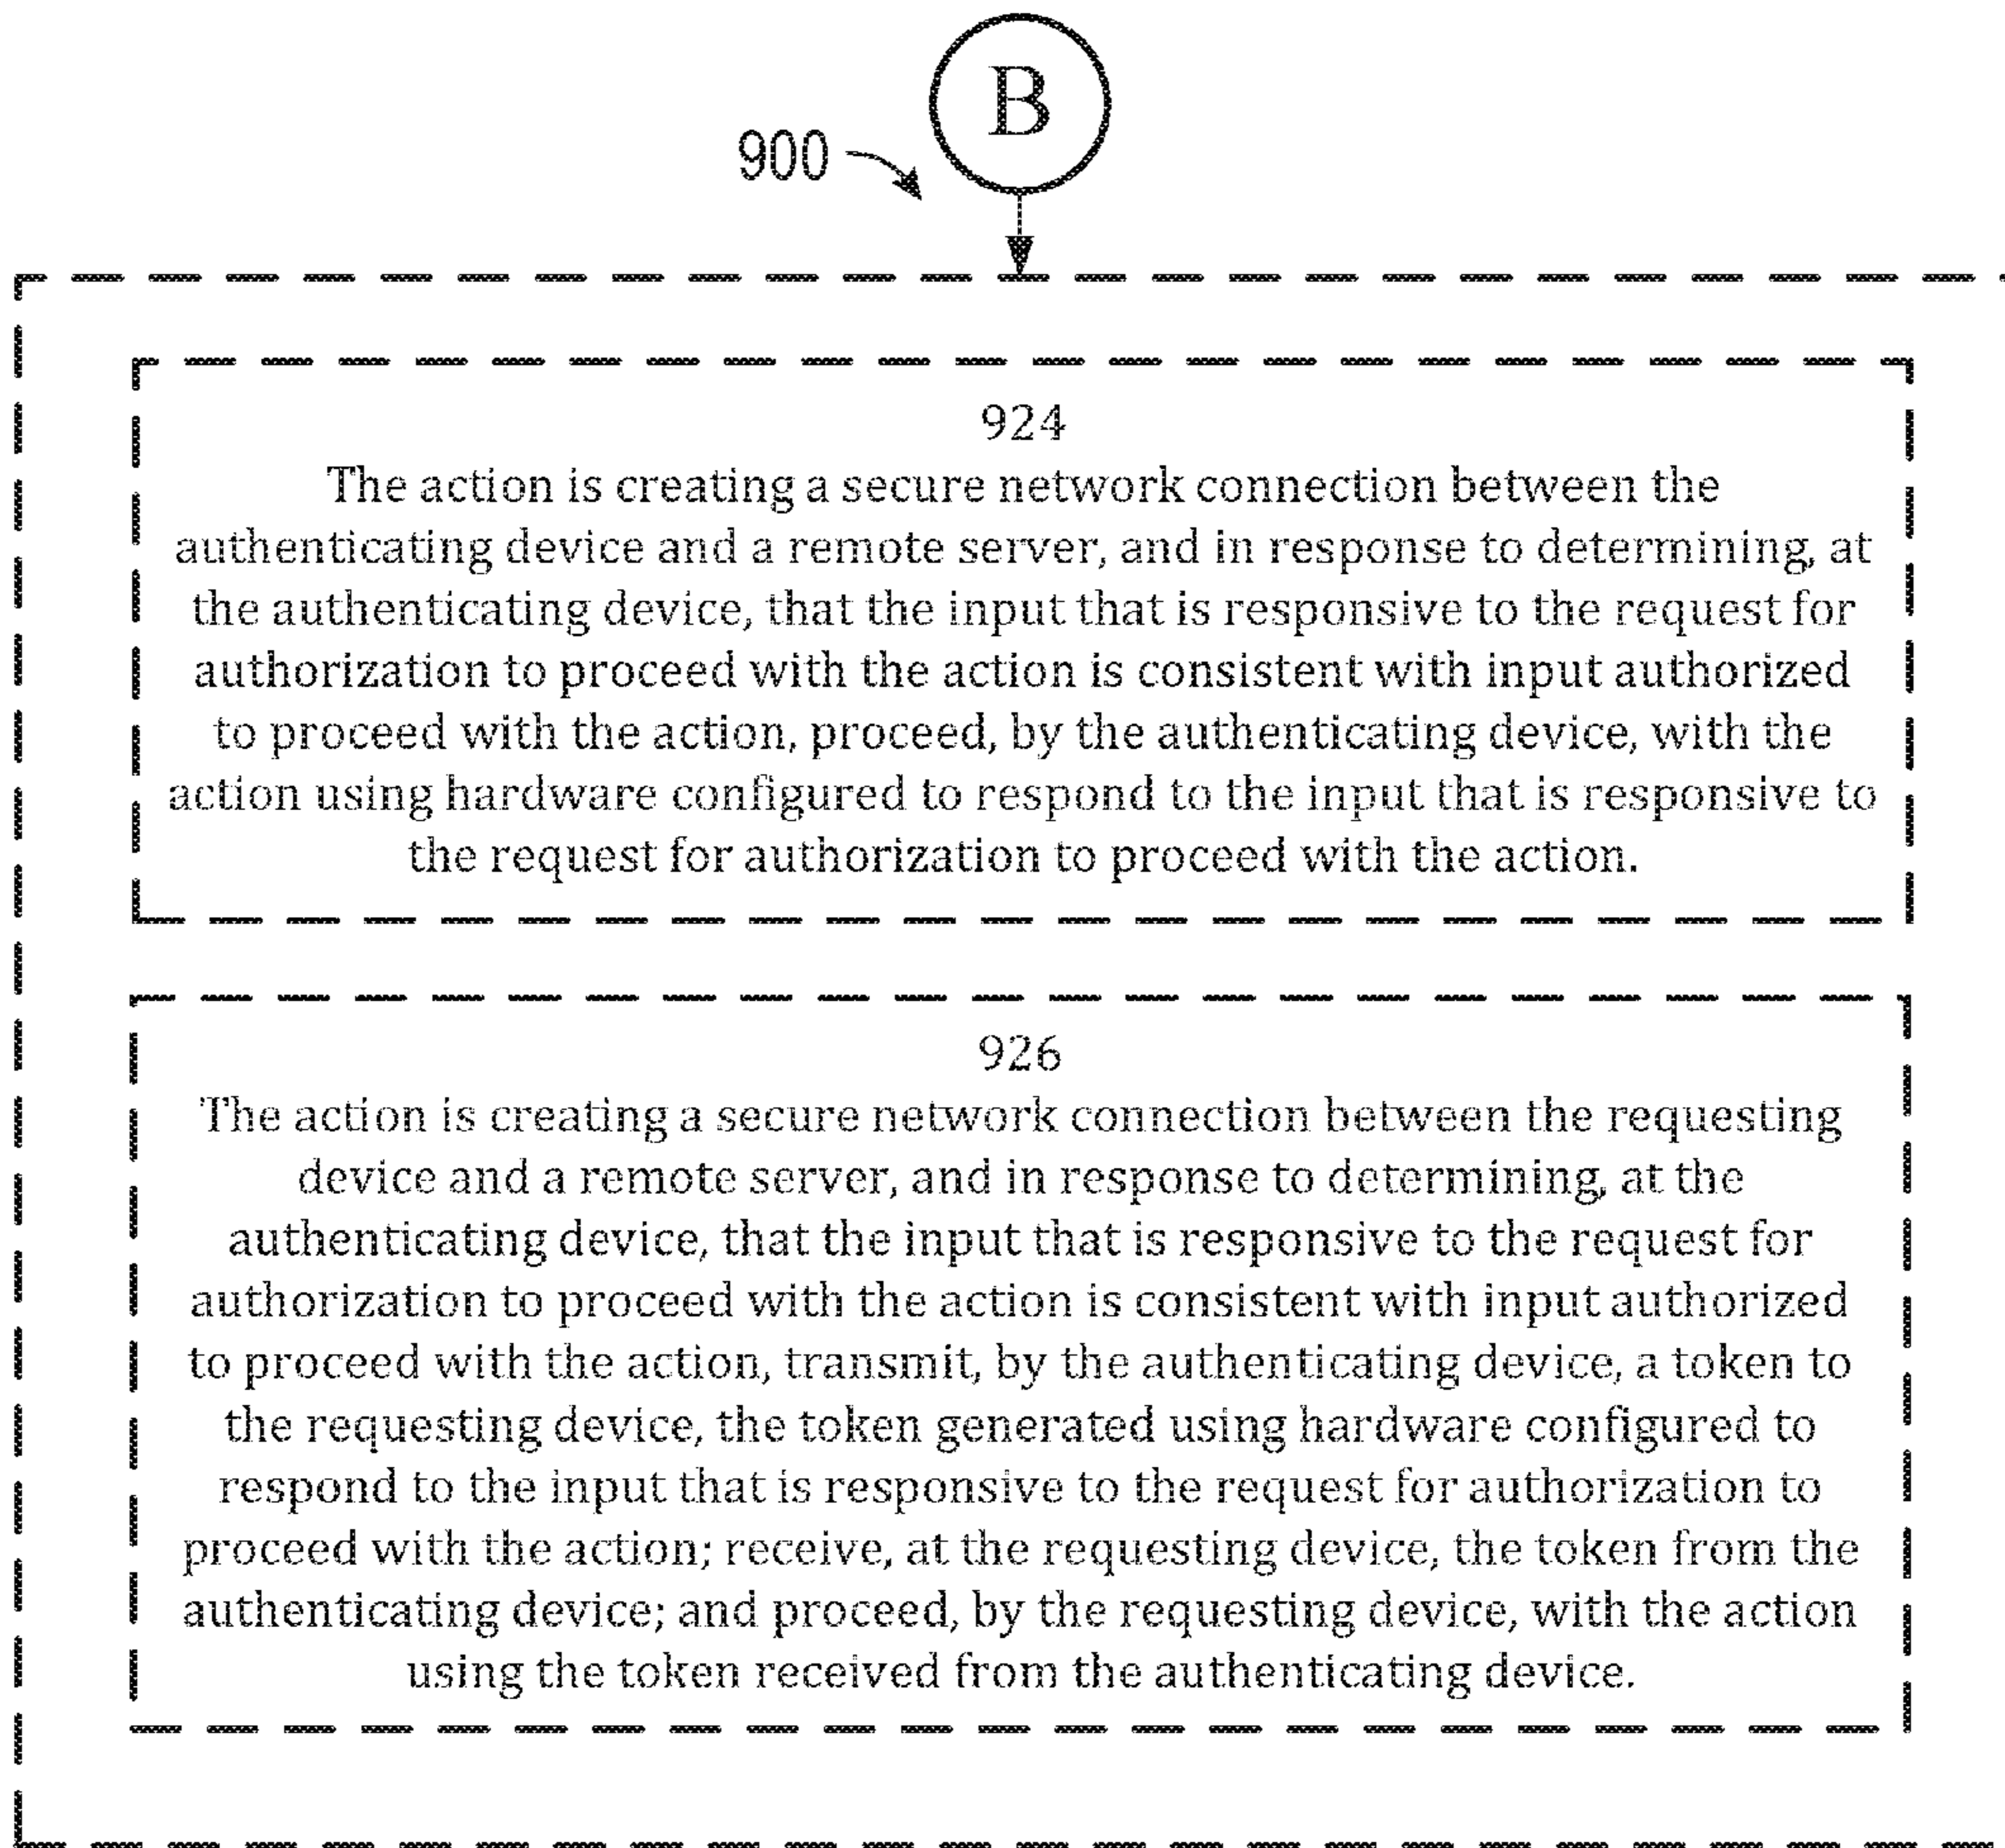 B
900
924
The action is creating a secure network connection between the
authenticating device and a remote server, and in response to determining, at
the authenticating device, that the input that is responsive to the request for
authorization to proceed with the action is consistent with input authorized
to proceed with the action, proceed, by the authenticating device, with the
action using hardware configured to respond to the input that is responsive to
the request for authorization to proceed with the action.
926
The action is creating a secure network connection between the requesting
device and a remote server, and in response to determining, at the
authenticating device, that the input that is responsive to the request for
authorization to proceed with the action is consistent with input authorized
to proceed with the action, transmit, by the authenticating device, a token to
the requesting device, the token generated using hardware configured to
respond to the input that is responsive to the request for authorization to
proceed with the action; receive, at the requesting device, the token from the
authenticating device; and proceed, by the requesting device, with the action
using the token received from the authenticating device.